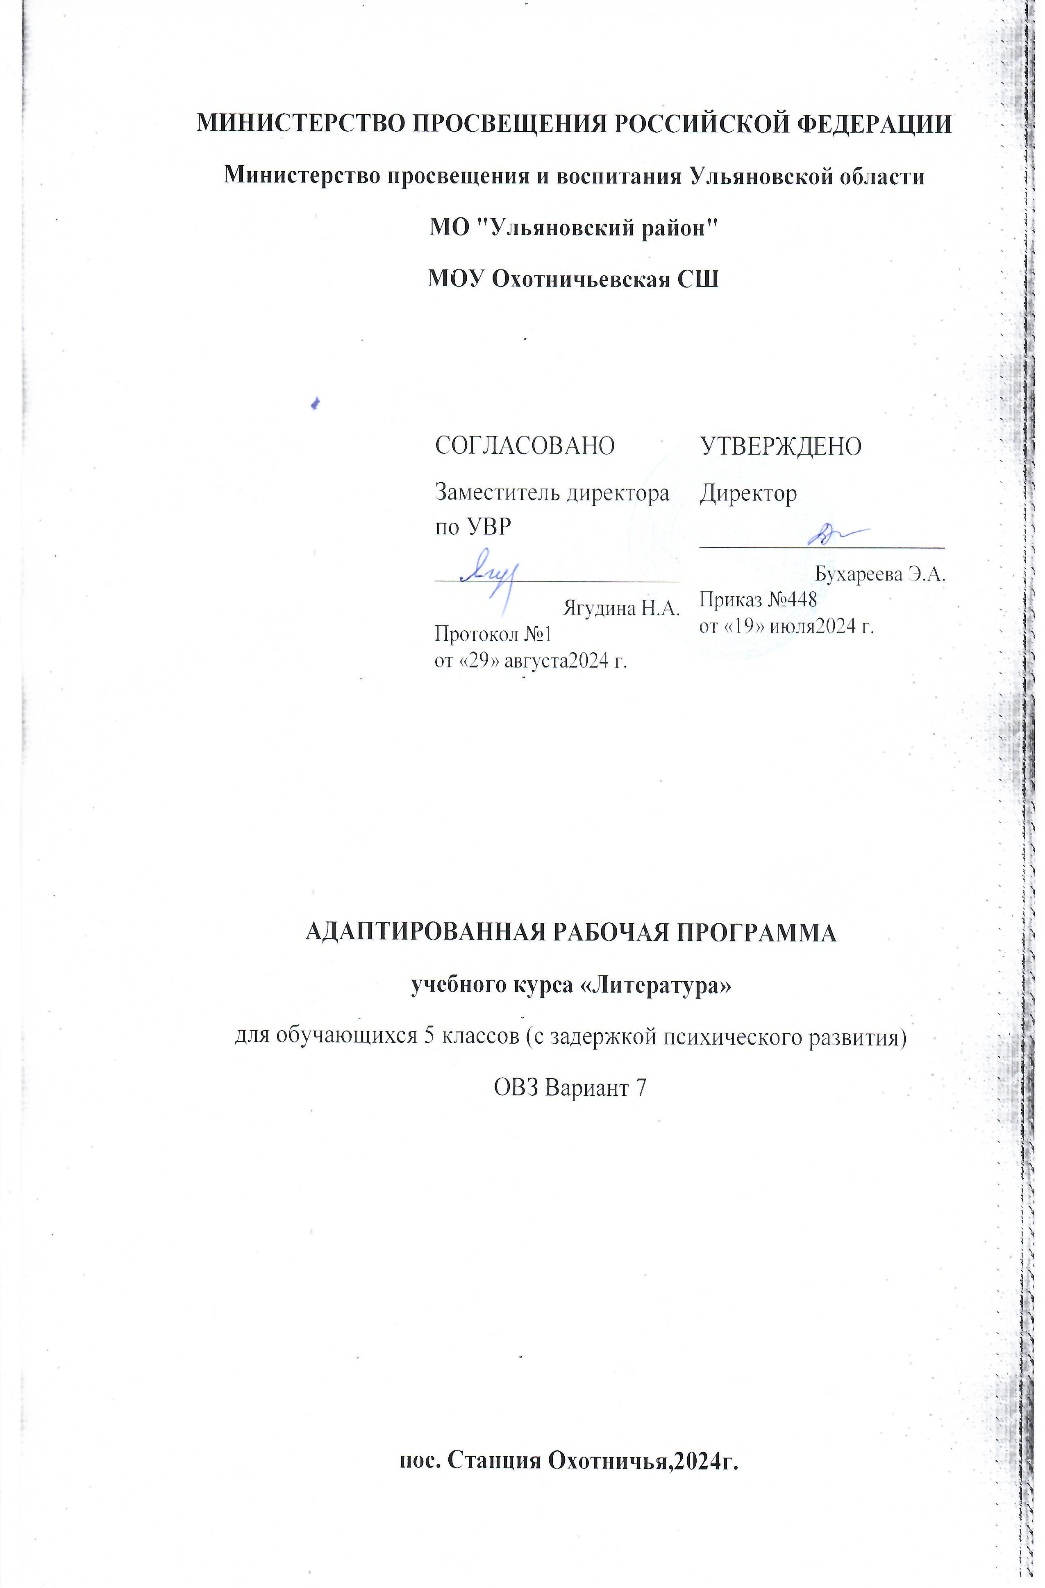 МИНИСТЕРСТВО ПРОСВЕЩЕНИЯ РОССИЙСКОЙ ФЕДЕРАЦИИ
Министерство просвещения и воспитания Ульяновской области
МО "Ульяновский район"
МОУ Охотничьевская СШ
СОГЛАСОВАНО
Заместитель директора
по УВР
Ягудина Н.А.
Протокол №1
от «29» августа2024 г.
УТВЕРЖДЕНО
Директор
Бухареева Э.А.
Приказ №448
от «19» июля2024 г.
АДАПТИРОВАННАЯ РАБОЧАЯ ПРОГРАММА
учебного курса «Литература»
для обучающихся 5 классов (с задержкой психического развития)
ОВЗ Вариант 7
пос. Станция Охотничья,2024г.